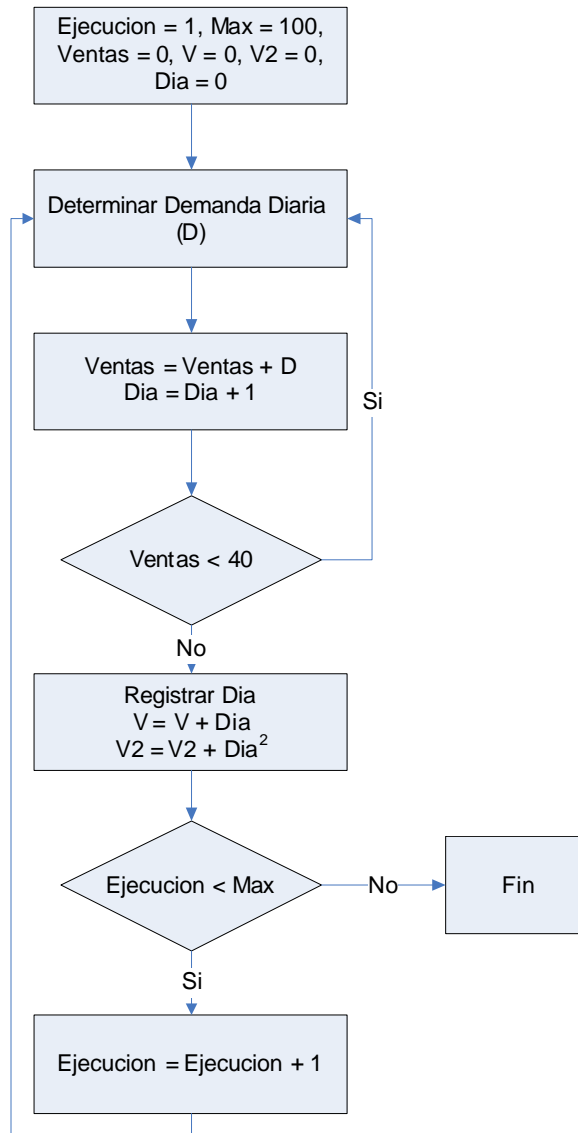 Ejecucion = 1, Max = 100,
Ventas = 0, V = 0, V2 = 0,
Dia = 0
Determinar Demanda Diaria
(D)
Ventas = Ventas + D
Dia = Dia + 1
Si
Ventas < 40
No
Registrar Dia
V = V + Dia
V2 = V2 + Dia²
Ejecucion < Max
No
Fin
Si
Ejecucion = Ejecucion + 1